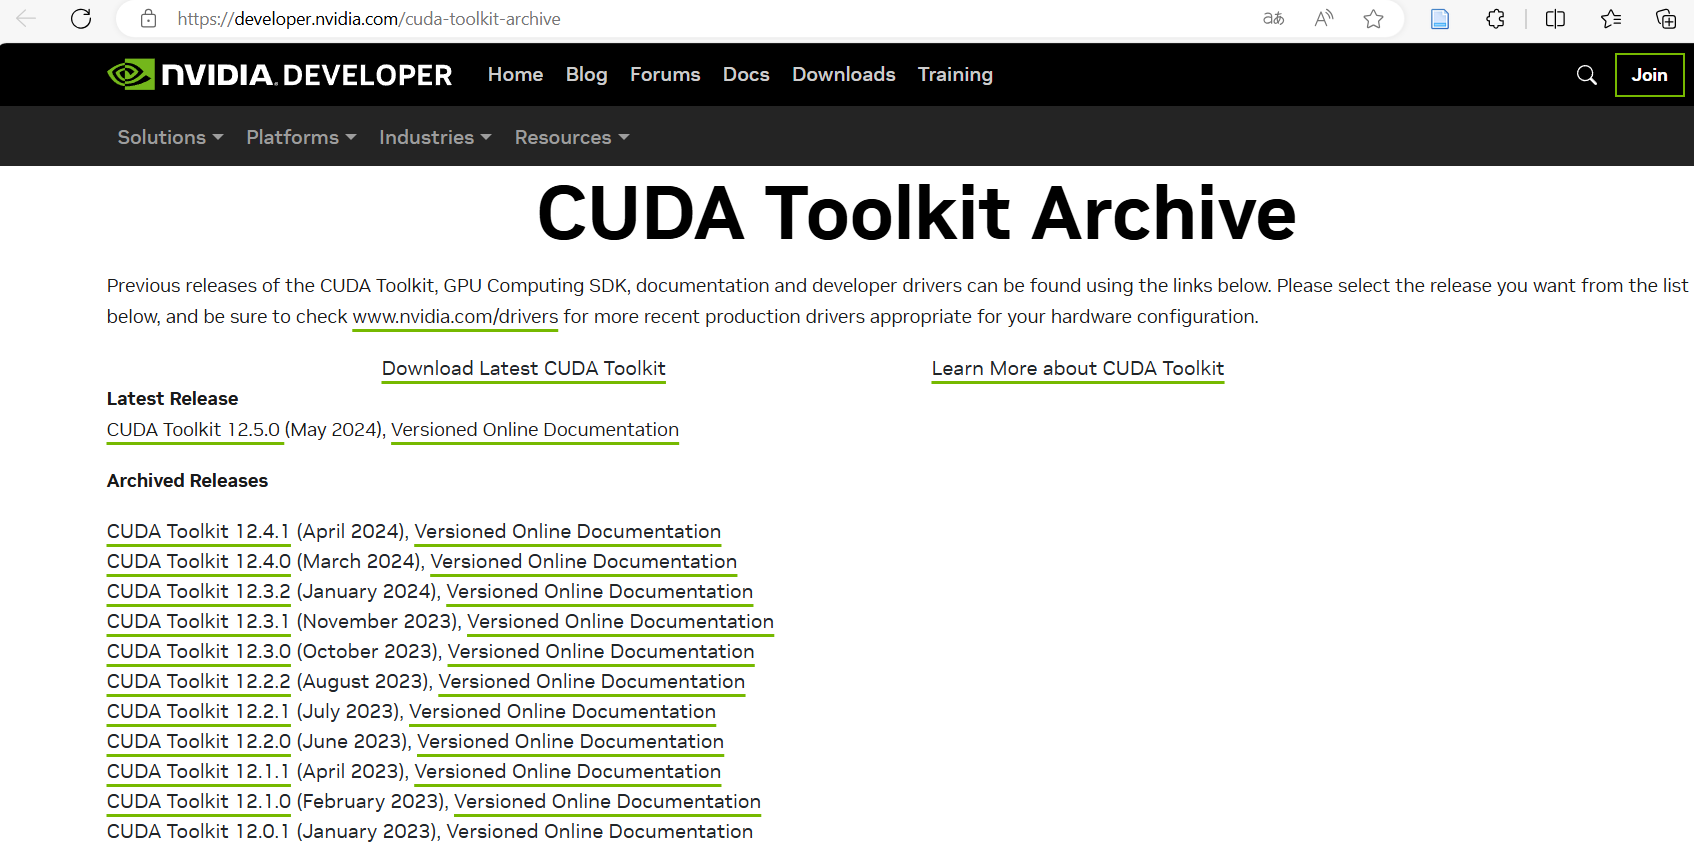 https://developer.nvidia.com/cuda-toolkit-archive
NVIDIA. DEVELOPER Home Blog Forums Docs Downloads Training Join
Solutions Platforms Industries Resources
CUDA Toolkit Archive
Previous releases of the CUDA Toolkit, GPU Computing SDK, documentation and developer drivers can be found using the links below. Please select the release you want from the list
below, and be sure to check www.nvidia.com/drivers for more recent production drivers appropriate for your hardware configuration.
Download Latest CUDA Toolkit Learn More about CUDA Toolkit
Latest Release
CUDA Toolkit 12.5.0 (May 2024), Versioned Online Documentation
Archived Releases
CUDA Toolkit 12.4.1 (April 2024), Versioned Online Documentation
CUDA Toolkit 12.4.0 (March 2024), Versioned Online Documentation
CUDA Toolkit 12.3.2 (January 2024), Versioned Online Documentation
CUDA Toolkit 12.3.1 (November 2023), Versioned Online Documentation
CUDA Toolkit 12.3.0 (October 2023), Versioned Online Documentation
CUDA Toolkit 12.2.2 (August 2023), Versioned Online Documentation
CUDA Toolkit 12.2.1 (July 2023), Versioned Online Documentation
CUDA Toolkit 12.2.0 (June 2023), Versioned Online Documentation
CUDA Toolkit 12.1.1 (April 2023), Versioned Online Documentation
CUDA Toolkit 12.1.0 (February 2023), Versioned Online Documentation
CUDA Toolkit 12.0.1 (January 2023), Versioned Online Documentation